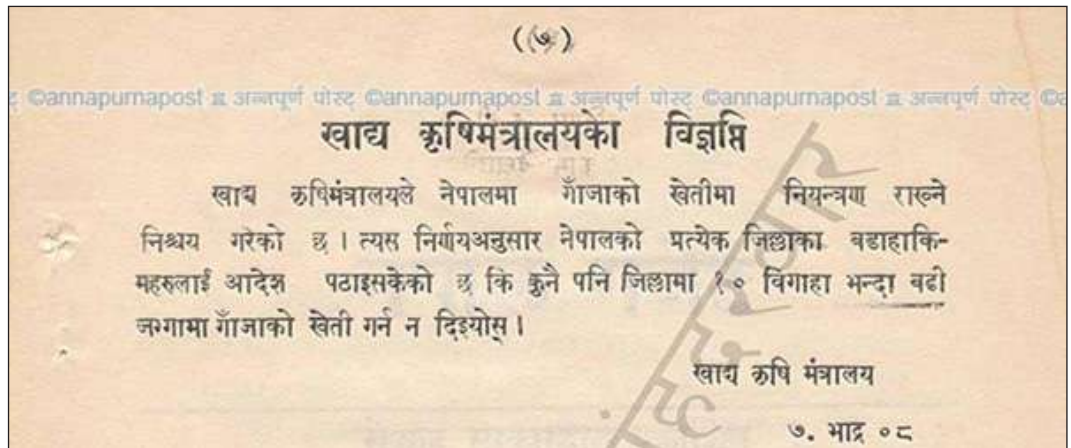 (७)
©annapurnapost अन्नपूर्ण पोस्ट ©annapurnapost अन्नपूर्ण पोस्ट ©annapurnapost अन्नपूर्ण पोस्ट
खाद्य कृषिमंत्रालयको विज्ञप्ति
खाद्य कृषिमंत्रालयले नेपालमा गाँजाको खेतीमा नियन्त्रण राख्ने
निश्चय गरेको छ । त्यस निर्णयअनुसार नेपालको प्रत्येक जिल्लाका बडाहाकि-
महरुलाई आदेश पठाइसकेको छ कि कुनै पनि जिल्लामा १० विगाहा भन्दा बढी
जग्गामा गाँजाको खेती गर्न न दिइयोस् ।
खाद्य कृषि मंत्रालय
७. भाद्र ०८